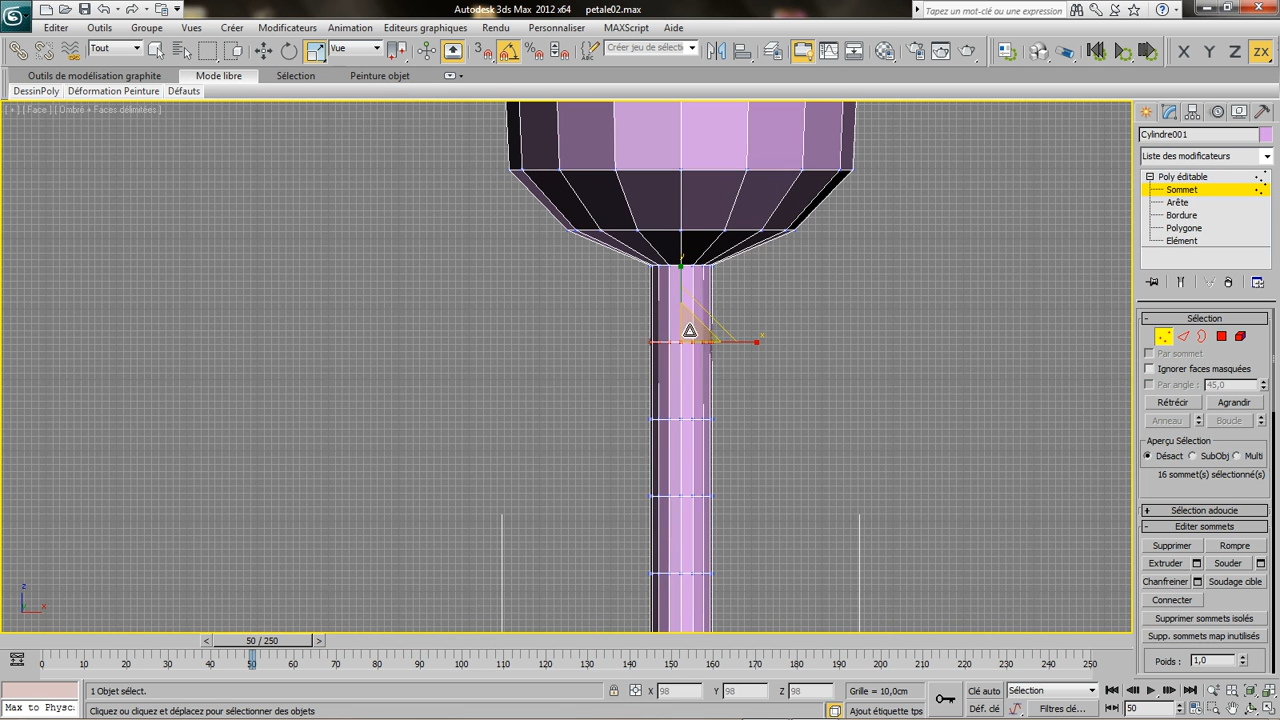 Autodesk 3ds Max 2012 x64 petale02.max
Tapez un mot-clé ou une expression
Editer Outils Groupe Vues Créer Modificateurs Animation Editeurs graphiques Rendu Personnaliser MAXScript Aide
Tout Vue 3 Créer jeu de sélectio X Y Z ZX
Outils de modélisation graphite Mode libre Sélection Peinture objet
DessinPoly Déformation Peinture Défauts
[ + ] [ Face ] [ Ombré + Faces délimitées ]
Cylindre001
Liste des modificateurs
Poly éditable
Sommet
Arête
Bordure
Polygone
Elément
- Sélection
Par sommet
Ignorer faces masquées
Par angle : 45,0
Rétrécir Agrandir
Anneau Boucle
Aperçu Sélection
Désact SubObj Multi
16 sommet(s) sélectionné(s)
+ Sélection adoucie
- Editer sommets
Supprimer Rompre
Extruder Souder
Chanfreiner Soudage cible
Connecter
Supprimer sommets isolés
Supp. sommets map inutilisés
Poids : 1,0
y
x
z
x
< 50 / 250 >
0 10 20 30 40 50 60 70 80 90 100 110 120 130 140 150 160 170 180 190 200 210 220 230 240 250
1 Objet sélect. X 98 Y 98 Z 98 Grille = 10,0cm Clé auto Sélection
Max to Physc. Cliquez ou cliquez et déplacez pour sélectionner des objets Ajout étiquette tps Déf. clé Filtres clé... 50